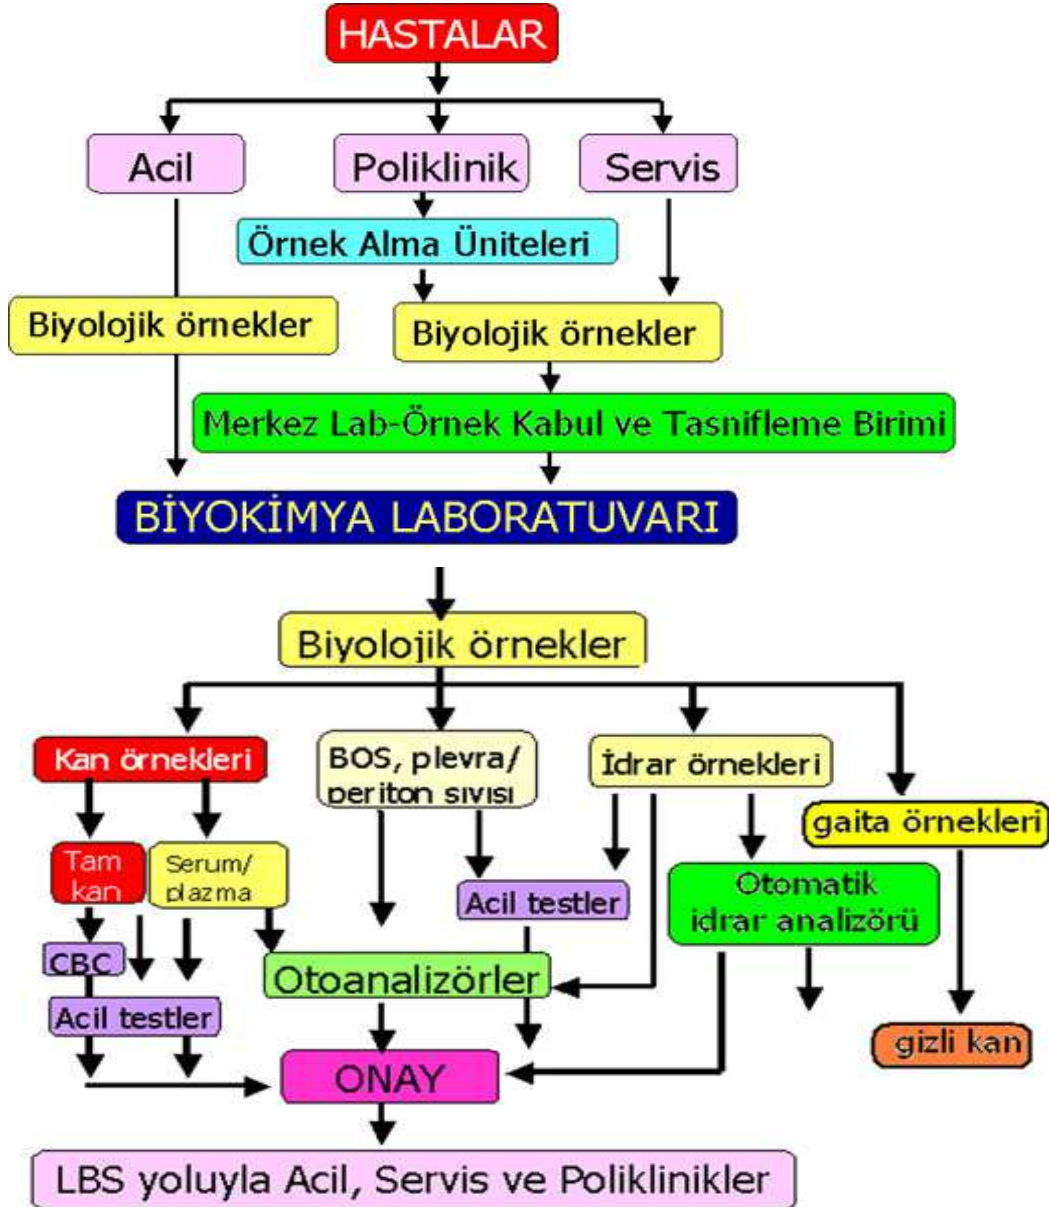 HASTALAR
Acil
Poliklinik
Servis
Örnek Alma Üniteleri
Biyolojik örnekler
Biyolojik örnekler
Merkez Lab-Örnek Kabul ve Tasnifleme Birimi
BİYOKİMYA LABORATUVARI
Biyolojik örnekler
Kan örnekleri
BOS, plevra/
periton sıvısı
İdrar örnekleri
gaita örnekleri
Tam
kan
Serum/
plazma
Acil testler
Otomatik
idrar analizörü
CBC
Otoanalizörler
Acil testler
gizli kan
ONAY
LBS yoluyla Acil, Servis ve Poliklinikler